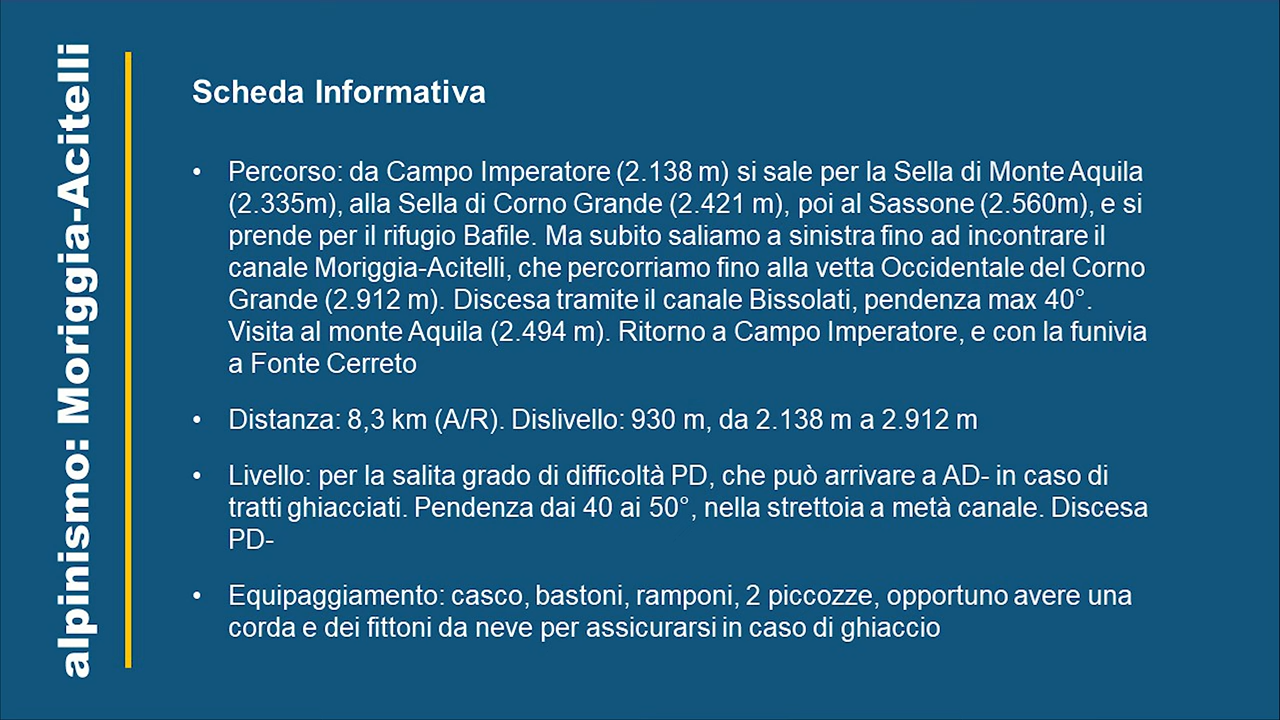 alpinismo: Moriggia-Acitelli
Scheda Informativa
• Percorso: da Campo Imperatore (2.138 m) si sale per la Sella di Monte Aquila
(2.335m), alla Sella di Corno Grande (2.421 m), poi al Sassone (2.560m), e si
prende per il rifugio Bafile. Ma subito saliamo a sinistra fino ad incontrare il
canale Moriggia-Acitelli, che percorriamo fino alla vetta Occidentale del Corno
Grande (2.912 m). Discesa tramite il canale Bissolati, pendenza max 40°.
Visita al monte Aquila (2.494 m). Ritorno a Campo Imperatore, e con la funivia
a Fonte Cerreto
• Distanza: 8,3 km (A/R). Dislivello: 930 m, da 2.138 m a 2.912 m
• Livello: per la salita grado di difficoltà PD, che può arrivare a AD- in caso di
tratti ghiacciati. Pendenza dai 40 ai 50°, nella strettoia a metà canale. Discesa
PD-
• Equipaggiamento: casco, bastoni, ramponi, 2 piccozze, opportuno avere una
corda e dei fittoni da neve per assicurarsi in caso di ghiaccio